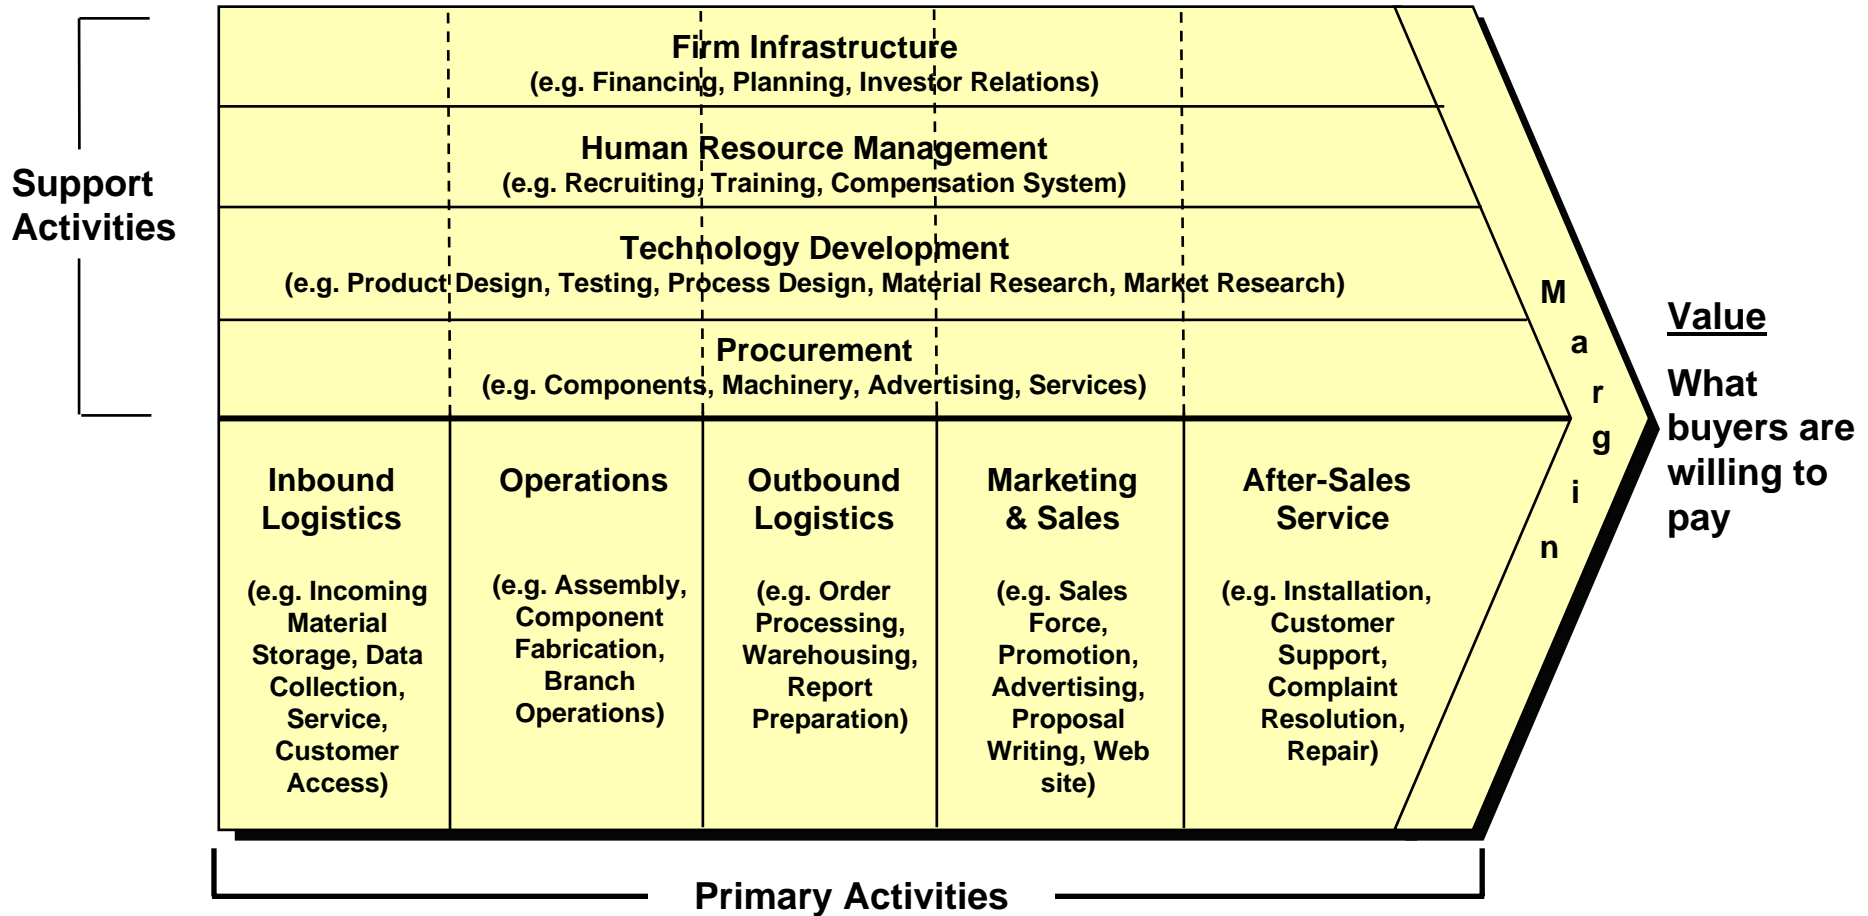 Firm Infrastructure
(e.g. Financing, Planning, Investor Relations)
Human Resource Management
(e.g. Recruiting, Training, Compensation System)
Support
Activities
Technology Development
(e.g. Product Design, Testing, Process Design, Material Research, Market Research)
Procurement
(e.g. Components, Machinery, Advertising, Services)
Inbound
Logistics
(e.g. Incoming
Material
Storage, Data
Collection,
Service,
Customer
Access)
Operations
(e.g. Assembly,
Component
Fabrication,
Branch
Operations)
Outbound
Logistics
(e.g. Order
Processing,
Warehousing,
Report
Preparation)
Marketing
& Sales
(e.g. Sales
Force,
Promotion,
Advertising,
Proposal
Writing, Web
site)
After-Sales
Service
(e.g. Installation,
Customer
Support,
Complaint
Resolution,
Repair)
M
a
r
g
i
n
Value
What
buyers are
willing to
pay
Primary Activities